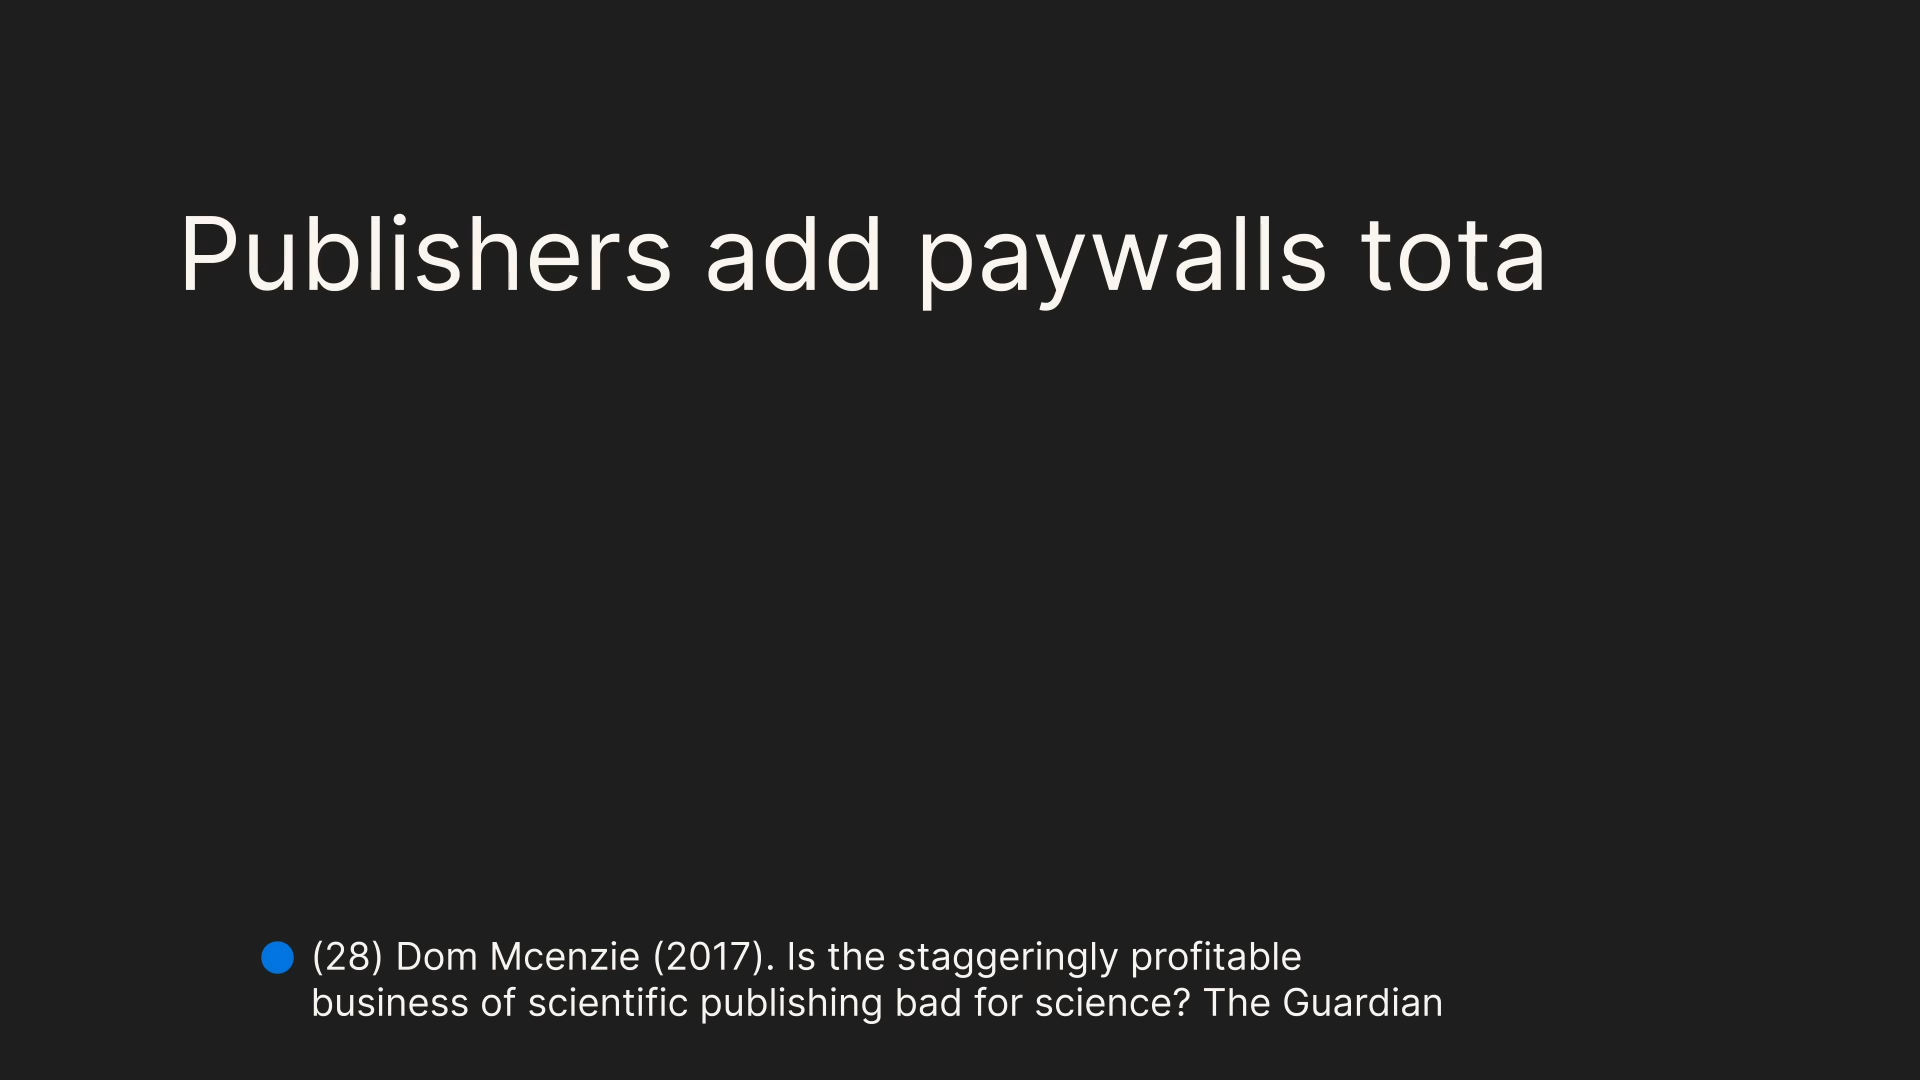 Publishers add paywalls tota
(28) Dom Mcenzie (2017). Is the staggeringly profitable
business of scientific publishing bad for science? The Guardian